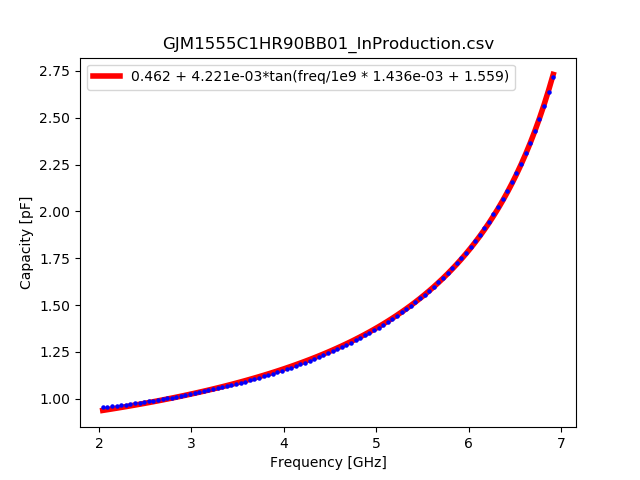 GJM1555C1HR90BB01_InProduction.csv
0.462 + 4.221e-03*tan(freq/1e9 * 1.436e-03 + 1.559)
2.75
2.50
2.25
2.00
1.75
1.50
1.25
1.00
Capacity [pF]
2 3 4 5 6 7
Frequency [GHz]